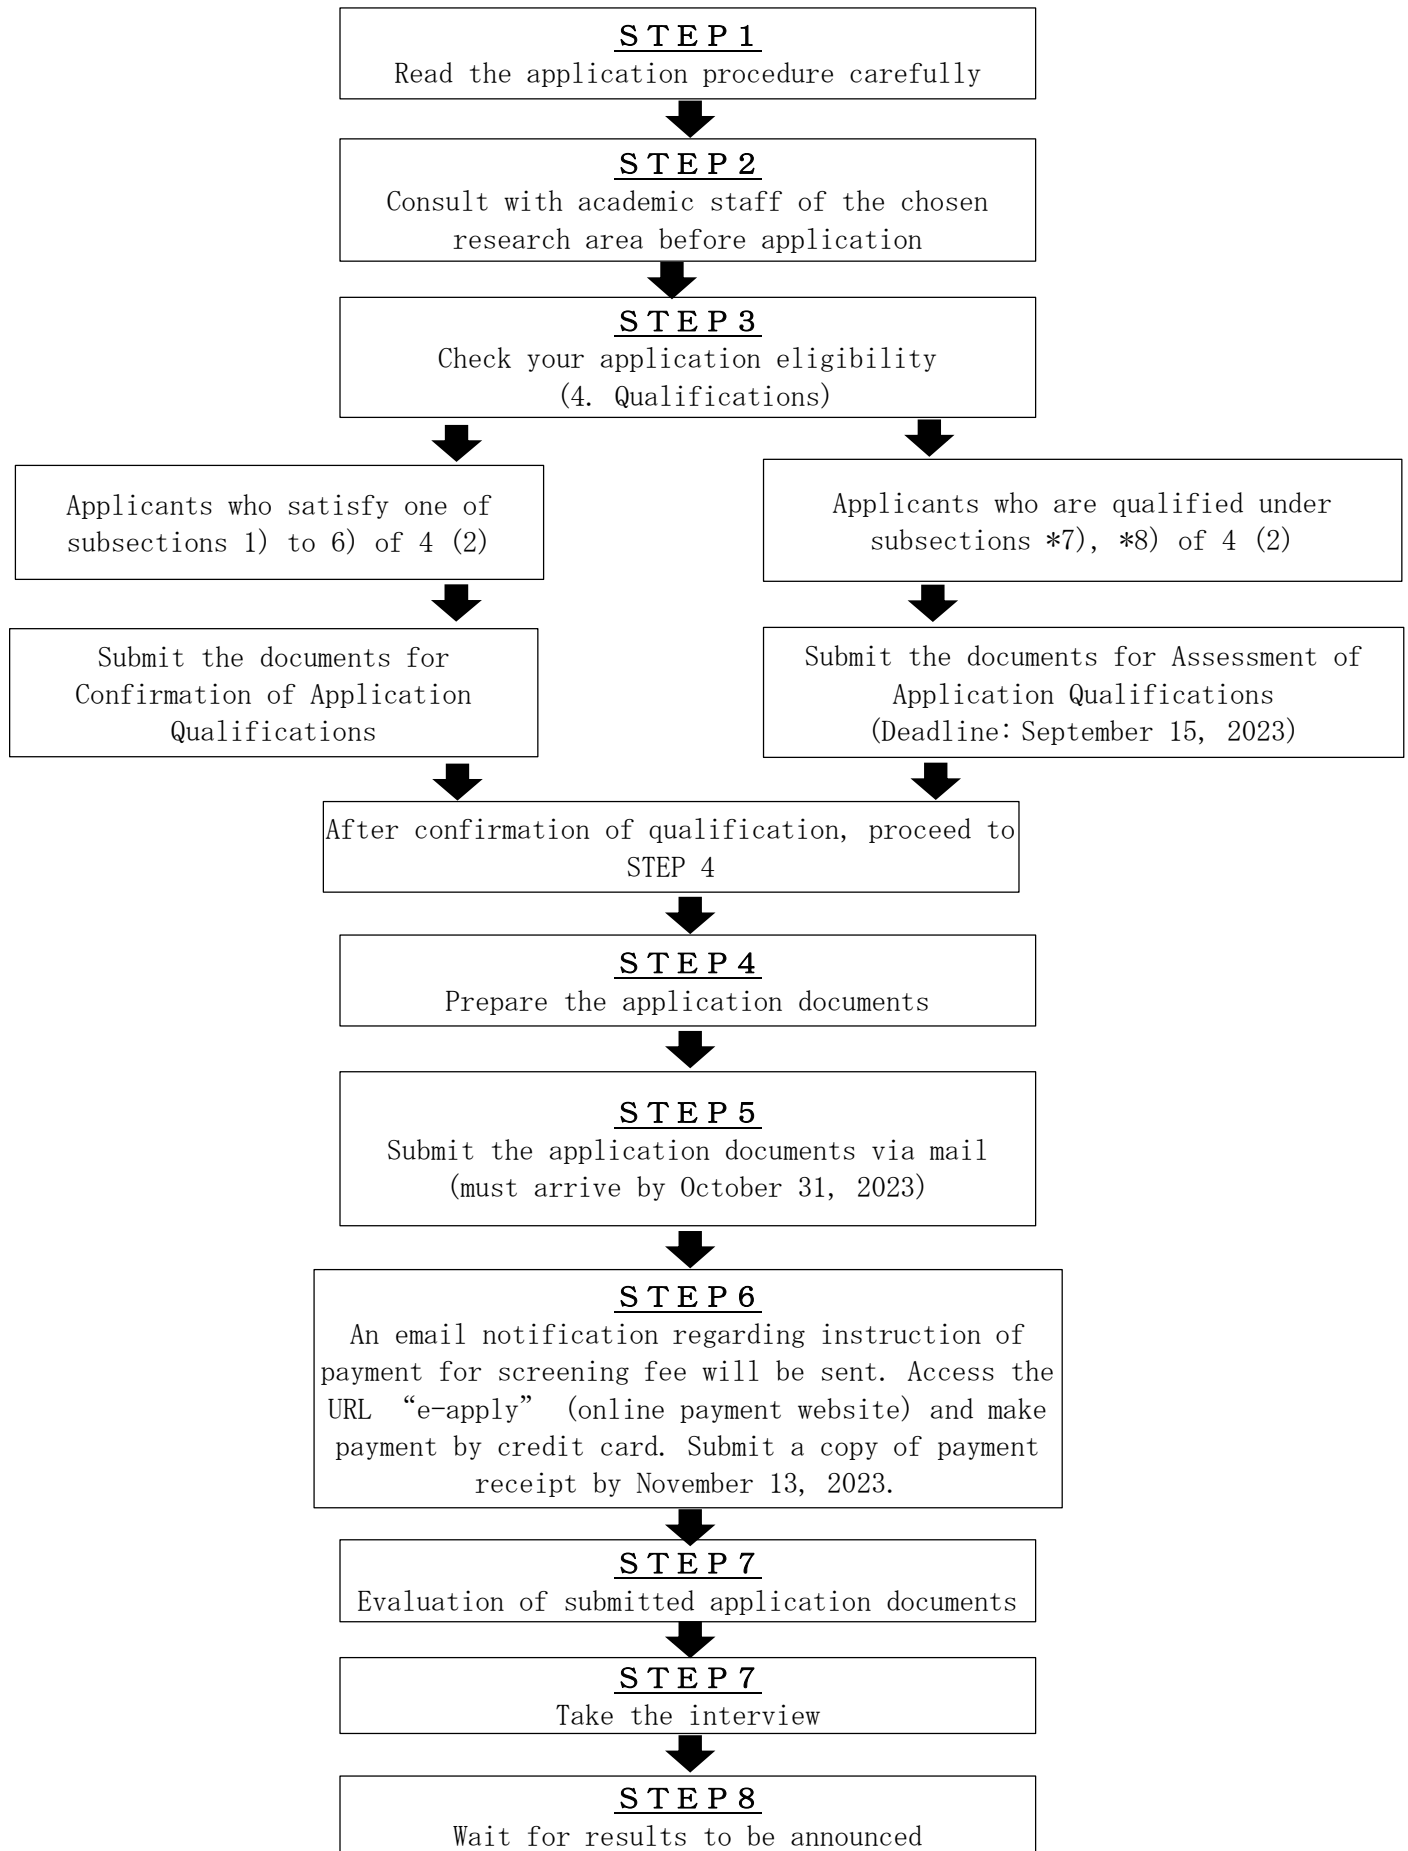 STEP1
Read the application procedure carefully
STEP2
Consult with academic staff of the chosen
research area before application
STEP3
Check your application eligibility
(4. Qualifications)
Applicants who satisfy one of
subsections 1) to 6) of 4 (2)
Applicants who are qualified under
subsections *7), *8) of 4 (2)
Submit the documents for
Confirmation of Application
Qualifications
Submit the documents for Assessment of
Application Qualifications
(Deadline: September 15, 2023)
After confirmation of qualification, proceed to
STEP 4
STEP4
Prepare the application documents
STEP5
Submit the application documents via mail
(must arrive by October 31, 2023)
STEP6
An email notification regarding instruction of
payment for screening fee will be sent. Access the
URL “e-apply” (online payment website) and make
payment by credit card. Submit a copy of payment
receipt by November 13, 2023.
STEP7
Evaluation of submitted application documents
STEP7
Take the interview
STEP8
Wait for results to be announced